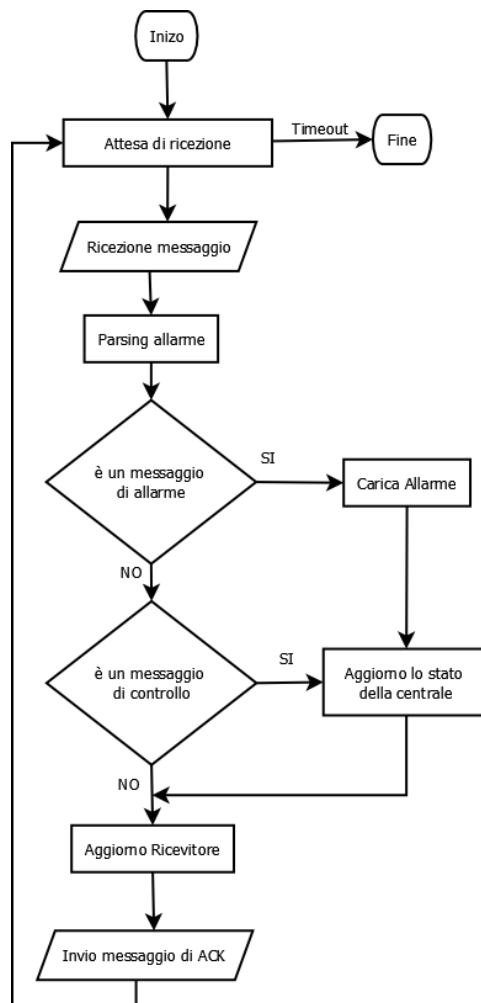 Inizo
Attesa di ricezione
Timeout
Fine
Ricezione messaggio
Parsing allarme
è un messaggio
di allarme
SI
Carica Allarme
NO
è un messaggio
di controllo
SI
Aggiorno lo stato
della centrale
NO
Aggiorno Ricevitore
Invio messaggio di ACK